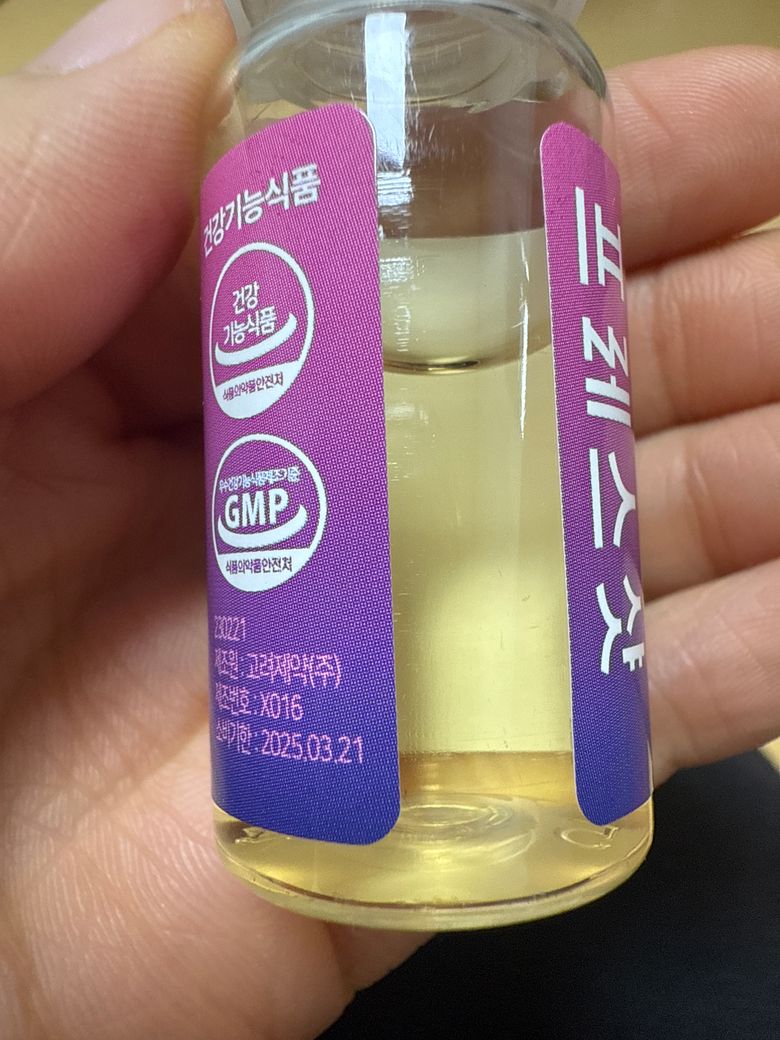 건강기능식품
건강
기능식품
식품의약품안전처
우수건강기능식품제조기준
GMP
식품의약품안전처
230221
제조원 : 고려제약(주)
제조번호 : X016
소비기한 : 2025.03.21
프레스샷